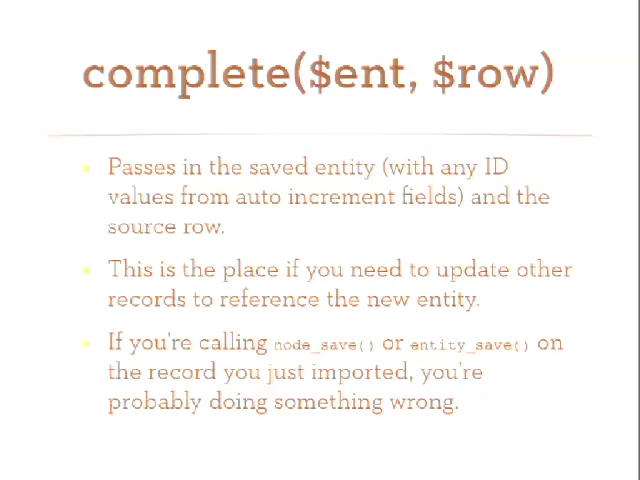 complete($ent, $row)
Passes in the saved entity (with any ID
values from auto increment fields) and the
source row.
This is the place if you need to update other
records to reference the new entity.
If you're calling node_save() or entity_save() on
the record you just imported, you're
probably doing something wrong.